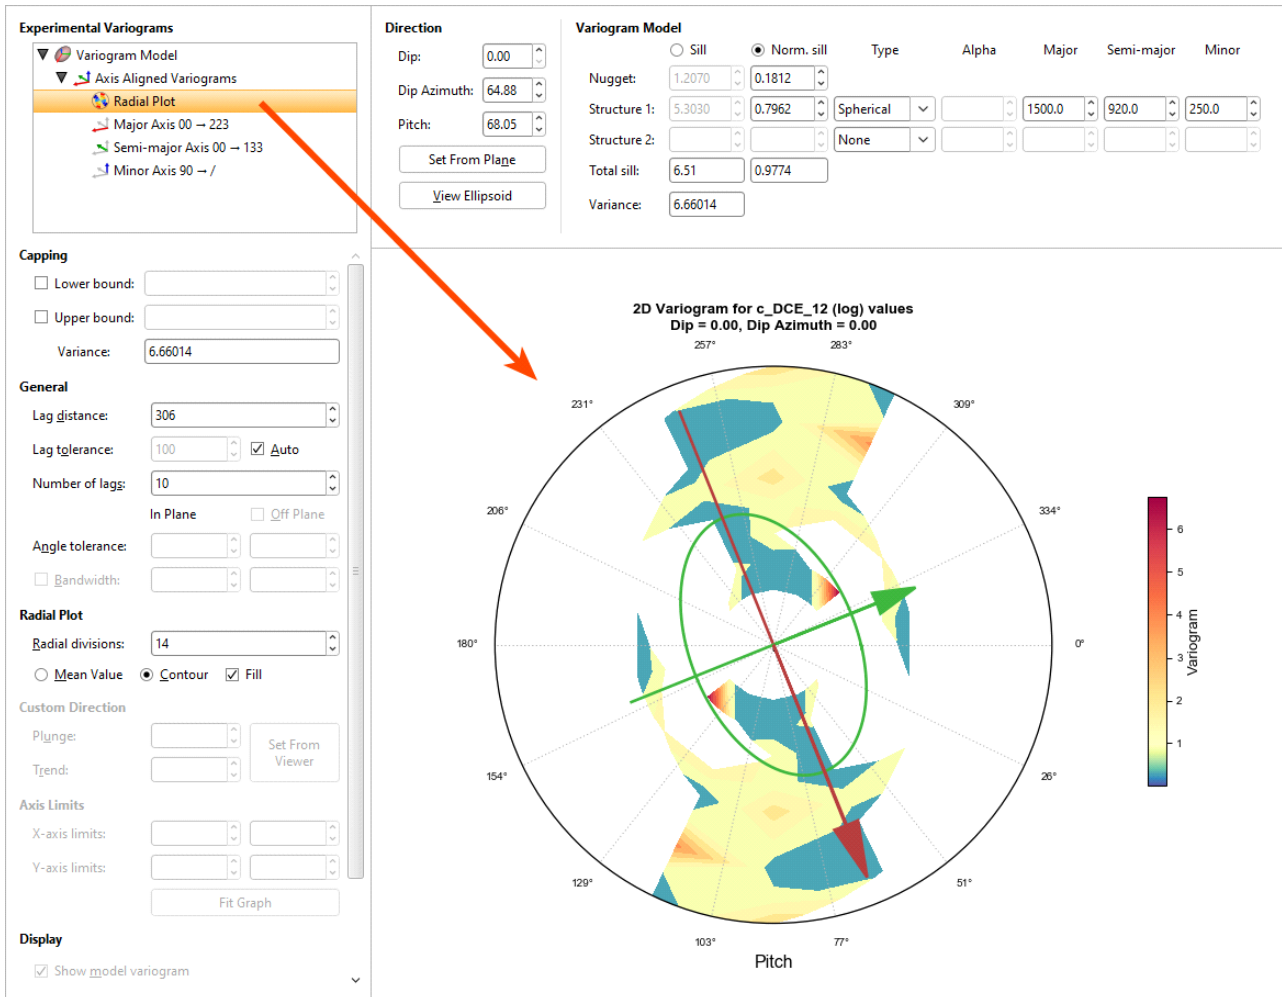 Experimental Variograms
Variogram Model
Axis Aligned Variograms
Radial Plot
Major Axis 00 → 223
Semi-major Axis 00 → 133
Minor Axis 90 → /
Capping
Lower bound:
Upper bound:
Variance: 6.66014
General
Lag distance: 306
Lag tolerance: 100 Auto
Number of lags: 10
In Plane Off Plane
Angle tolerance:
Bandwidth:
Radial Plot
Radial divisions: 14
Mean Value Contour Fill
Custom Direction
Plunge:
Trend:
Set From
Viewer
Axis Limits
X-axis limits:
Y-axis limits:
Fit Graph
Display
Show model variogram
Direction
Dip: 0.00
Dip Azimuth: 64.88
Pitch: 68.05
Set From Plane
View Ellipsoid
Variogram Model
Sill Norm. sill Type Alpha Major Semi-major Minor
Nugget: 1.2070 0.1812
Structure 1: 5.3030 0.7962 Spherical 1500.0 920.0 250.0
Structure 2: None
Total sill: 6.51 0.9774
Variance: 6.66014
2D Variogram for c_DCE_12 (log) values
Dip = 0.00, Dip Azimuth = 0.00
257° 283°
231° 309°
206° 334°
180° 0°
154° 26°
129° 51°
103° 77°
Pitch
6
5
4
3
2
1
Variogram